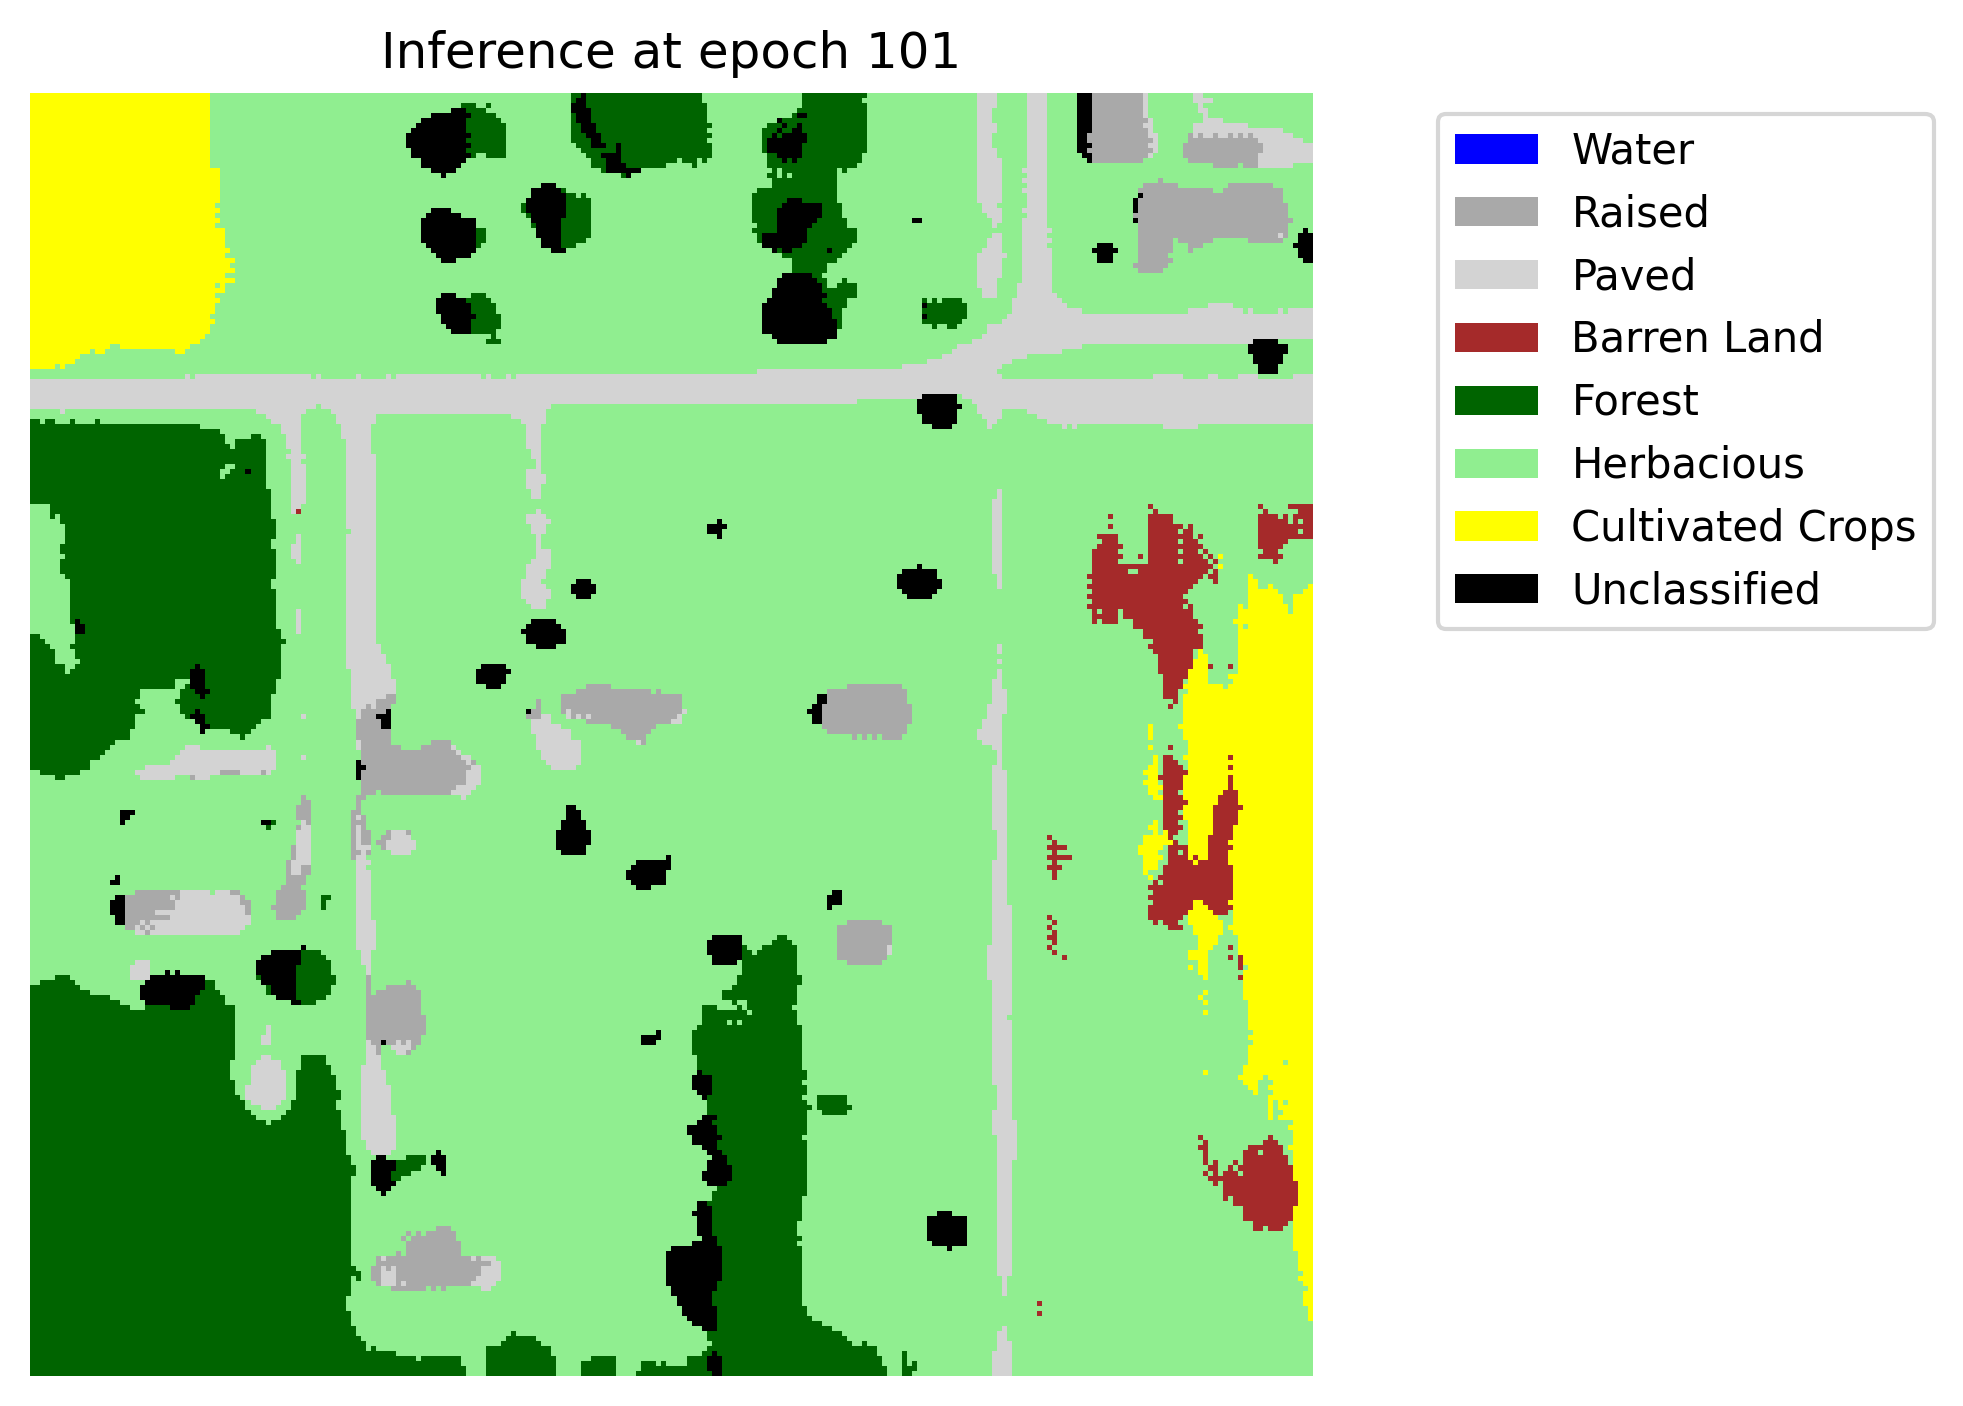 Inference at epoch 101
Water
Raised
Paved
Barren Land
Forest
Herbacious
Cultivated Crops
Unclassified